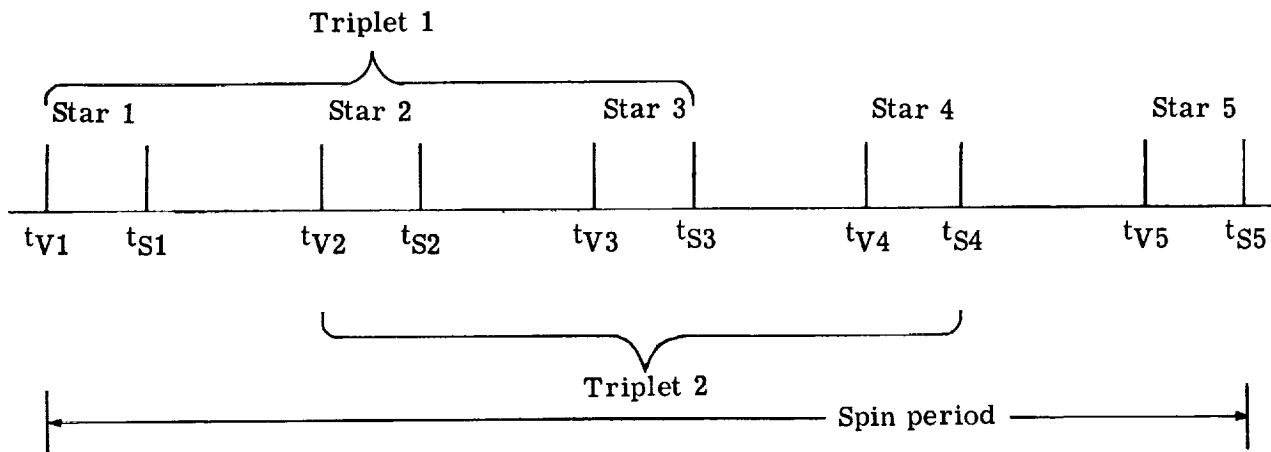 Triplet 1
Star 1 Star 2 Star 3 Star 4 Star 5
tV1 tS1 tV2 tS2 tV3 tS3 tV4 tS4 tV5 tS5
Triplet 2
Spin period